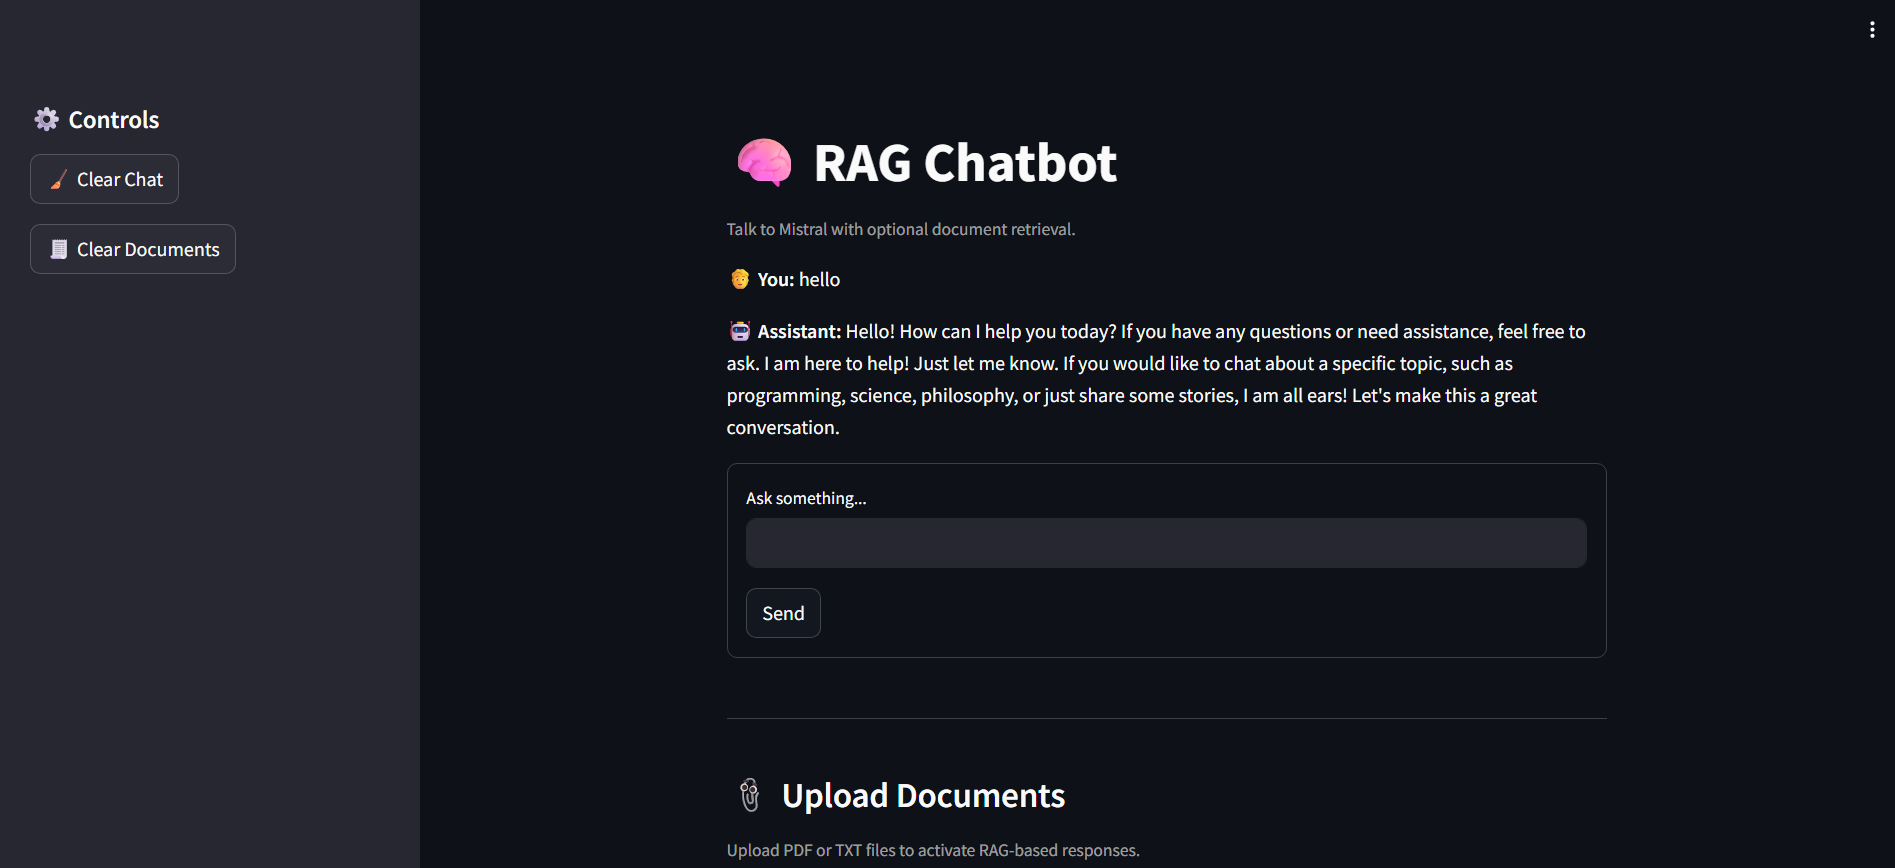 Controls
Clear Chat
Clear Documents
RAG Chatbot
Talk to Mistral with optional document retrieval.
You: hello
Assistant: Hello! How can I help you today? If you have any questions or need assistance, feel free to
ask. I am here to help! Just let me know. If you would like to chat about a specific topic, such as
programming, science, philosophy, or just share some stories, I am all ears! Let's make this a great
conversation.
Ask something...
Send
Upload Documents
Upload PDF or TXT files to activate RAG-based responses.